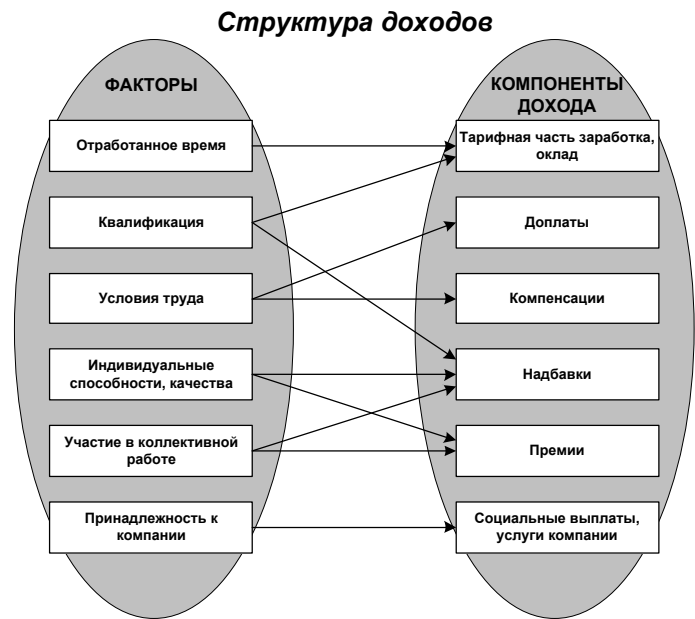 Структура доходов
ФАКТОРЫ
Отработанное время
Квалификация
Условия труда
Индивидуальные
способности, качества
Участие в коллективной
работе
Принадлежность к
компании
КОМПОНЕНТЫ
ДОХОДА
Тарифная часть заработка,
оклад
Доплаты
Компенсации
Надбавки
Премии
Социальные выплаты,
услуги компании